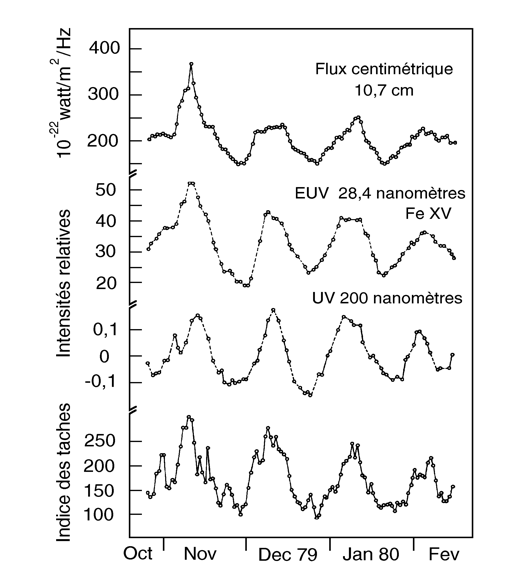 10⁻²² watt/m²/Hz
400
300
200
Flux centimétrique
10,7 cm
Intensités relatives
50
40
30
20
EUV 28,4 nanomètres
Fe XV
0,1
0
-0,1
UV 200 nanomètres
Indice des taches
250
200
150
100
Oct Nov Dec 79 Jan 80 Fev